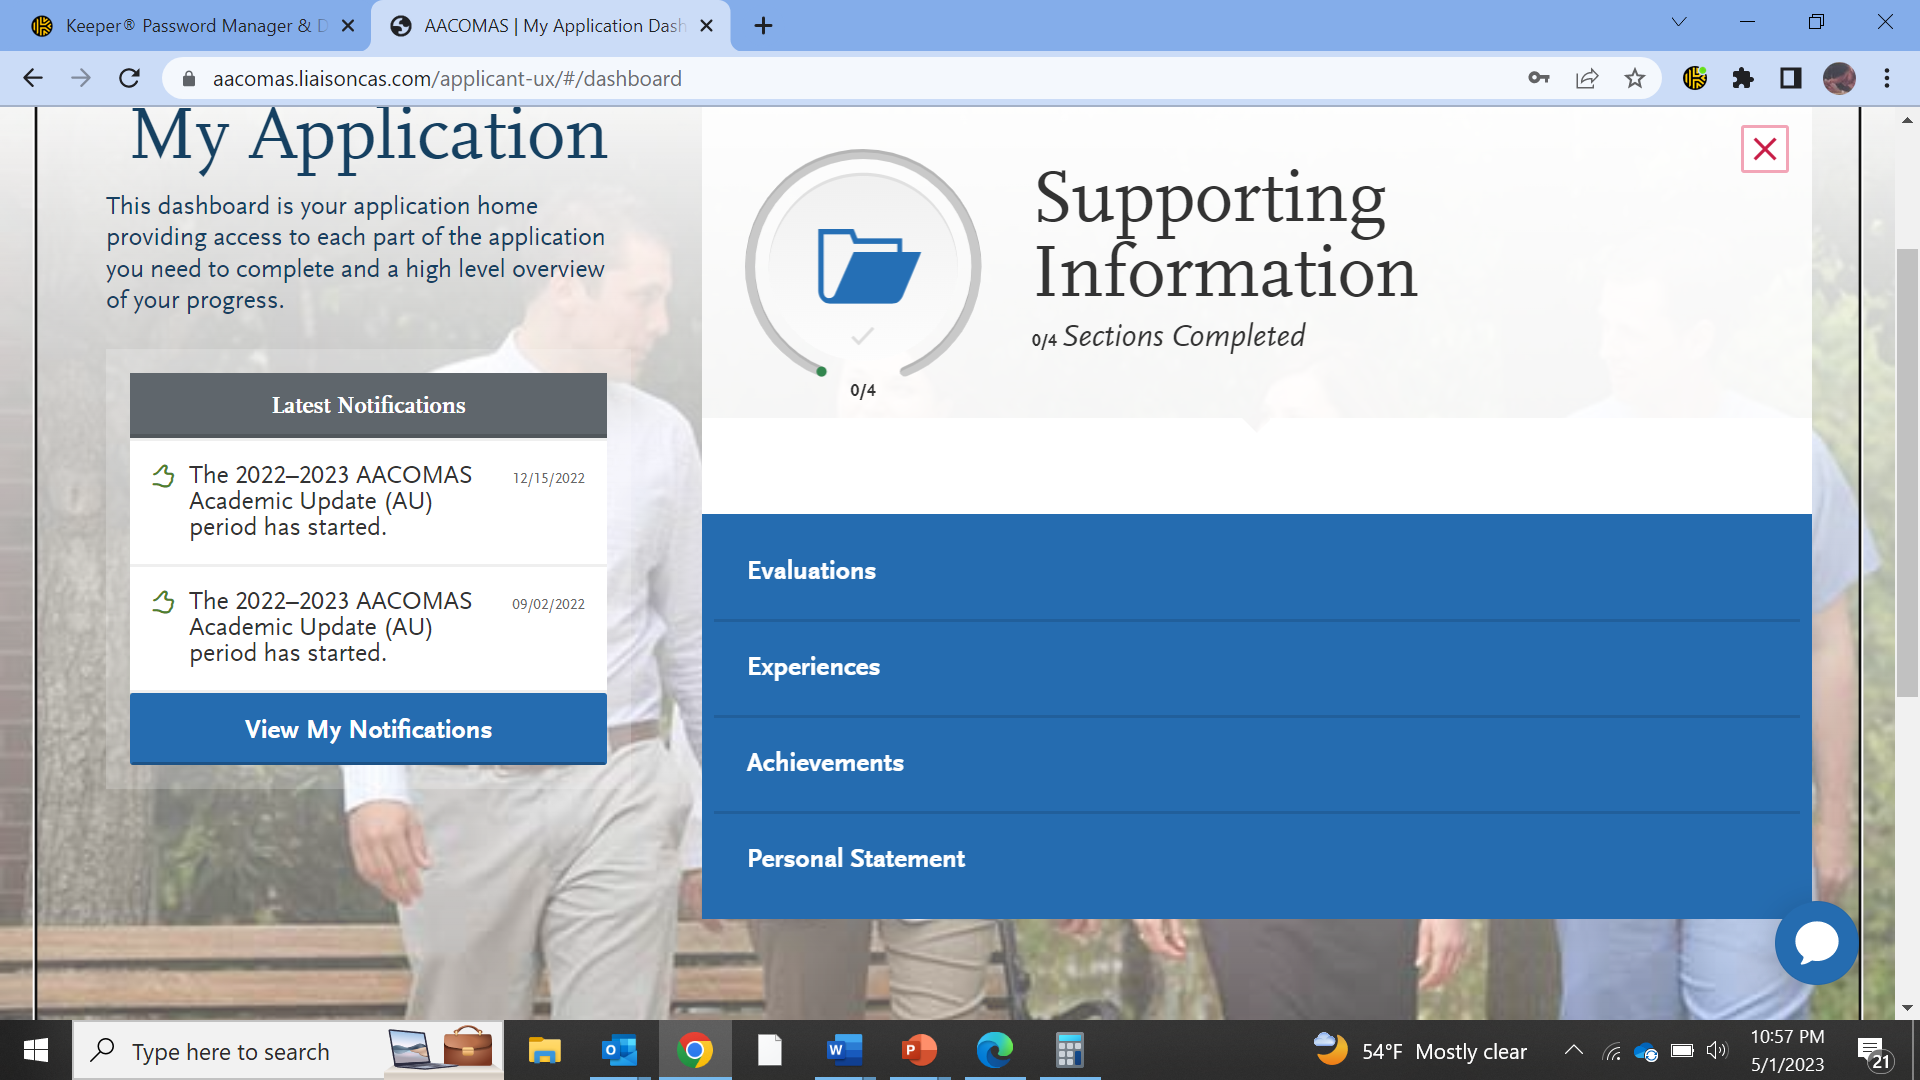 Keeper® Password Manager & D
AACOMAS | My Application Dash
aacomas.liaisoncas.com/applicant-ux/#/dashboard
My Application
This dashboard is your application home
providing access to each part of the application
you need to complete and a high level overview
of your progress.
Latest Notifications
The 2022–2023 AACOMAS 12/15/2022
Academic Update (AU)
period has started.
The 2022–2023 AACOMAS 09/02/2022
Academic Update (AU)
period has started.
View My Notifications
0/4
Supporting
Information
0/4 Sections Completed
Evaluations
Experiences
Achievements
Personal Statement
Type here to search
54°F Mostly clear
10:57 PM
5/1/2023
21